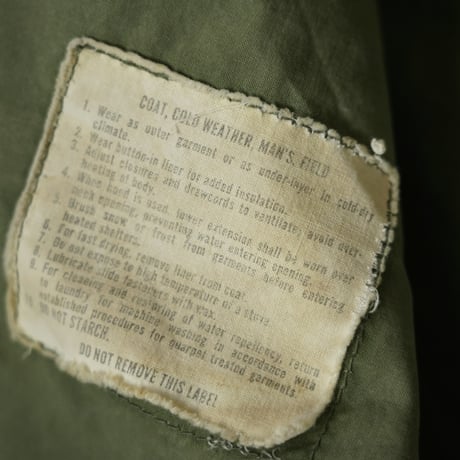 COAT, COLD WEATHER, MAN'S, FIELD
1. Wear as outer garment or as under-layer in cold-dry
climate.
2. Wear button-in liner for added insulation.
3. Adjust closures and drawcords to ventilate; avoid over-
heating of body.
4. When hood is used, lower extension shall be worn over
neck opening, preventing water entering opening.
5. Brush snow or frost from garments before entering
heated shelters.
6. For fast drying, remove liner from coat.
7. Do not expose to high temperature of a stove
8. Lubricate slide fasteners with wax.
9. For cleaning and restoring of water repellency, return
to laundry for machine washing in accordance with
established procedures for quarpel treated garments.
10. DO NOT STARCH.
DO NOT REMOVE THIS LABEL